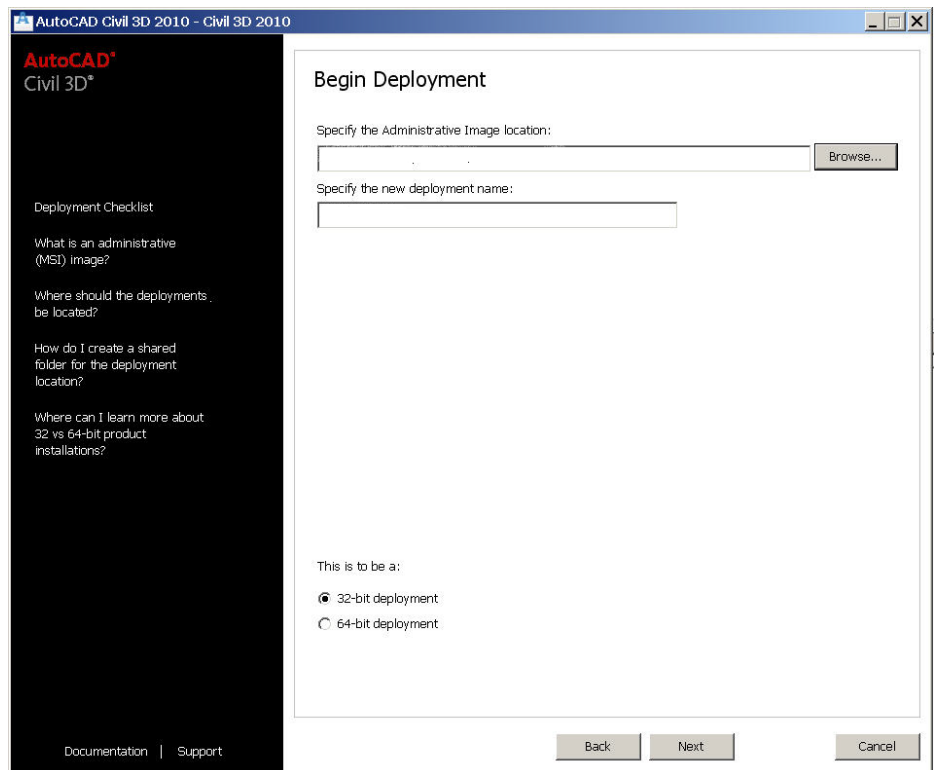 AutoCAD Civil 3D 2010 - Civil 3D 2010
AutoCAD®
Civil 3D®
Deployment Checklist
What is an administrative
(MSI) image?
Where should the deployments
be located?
How do I create a shared
folder for the deployment
location?
Where can I learn more about
32 vs 64-bit product
installations?
Documentation | Support
Begin Deployment
Specify the Administrative Image location:
Browse...
Specify the new deployment name:
This is to be a:
32-bit deployment
64-bit deployment
Back
Next
Cancel